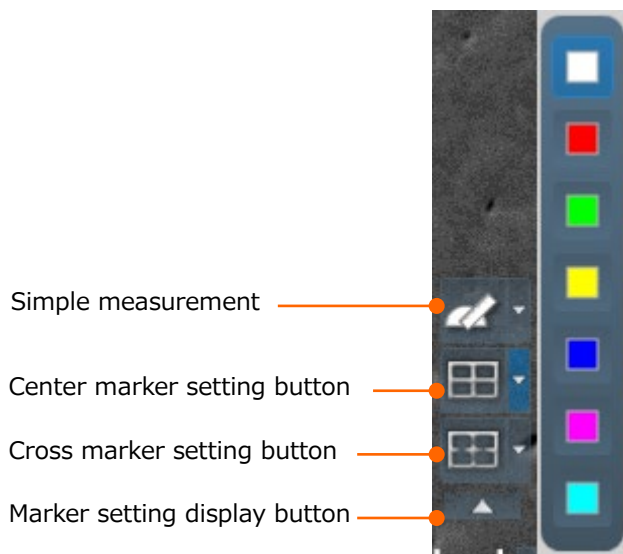 Simple measurement
Center marker setting button
Cross marker setting button
Marker setting display button